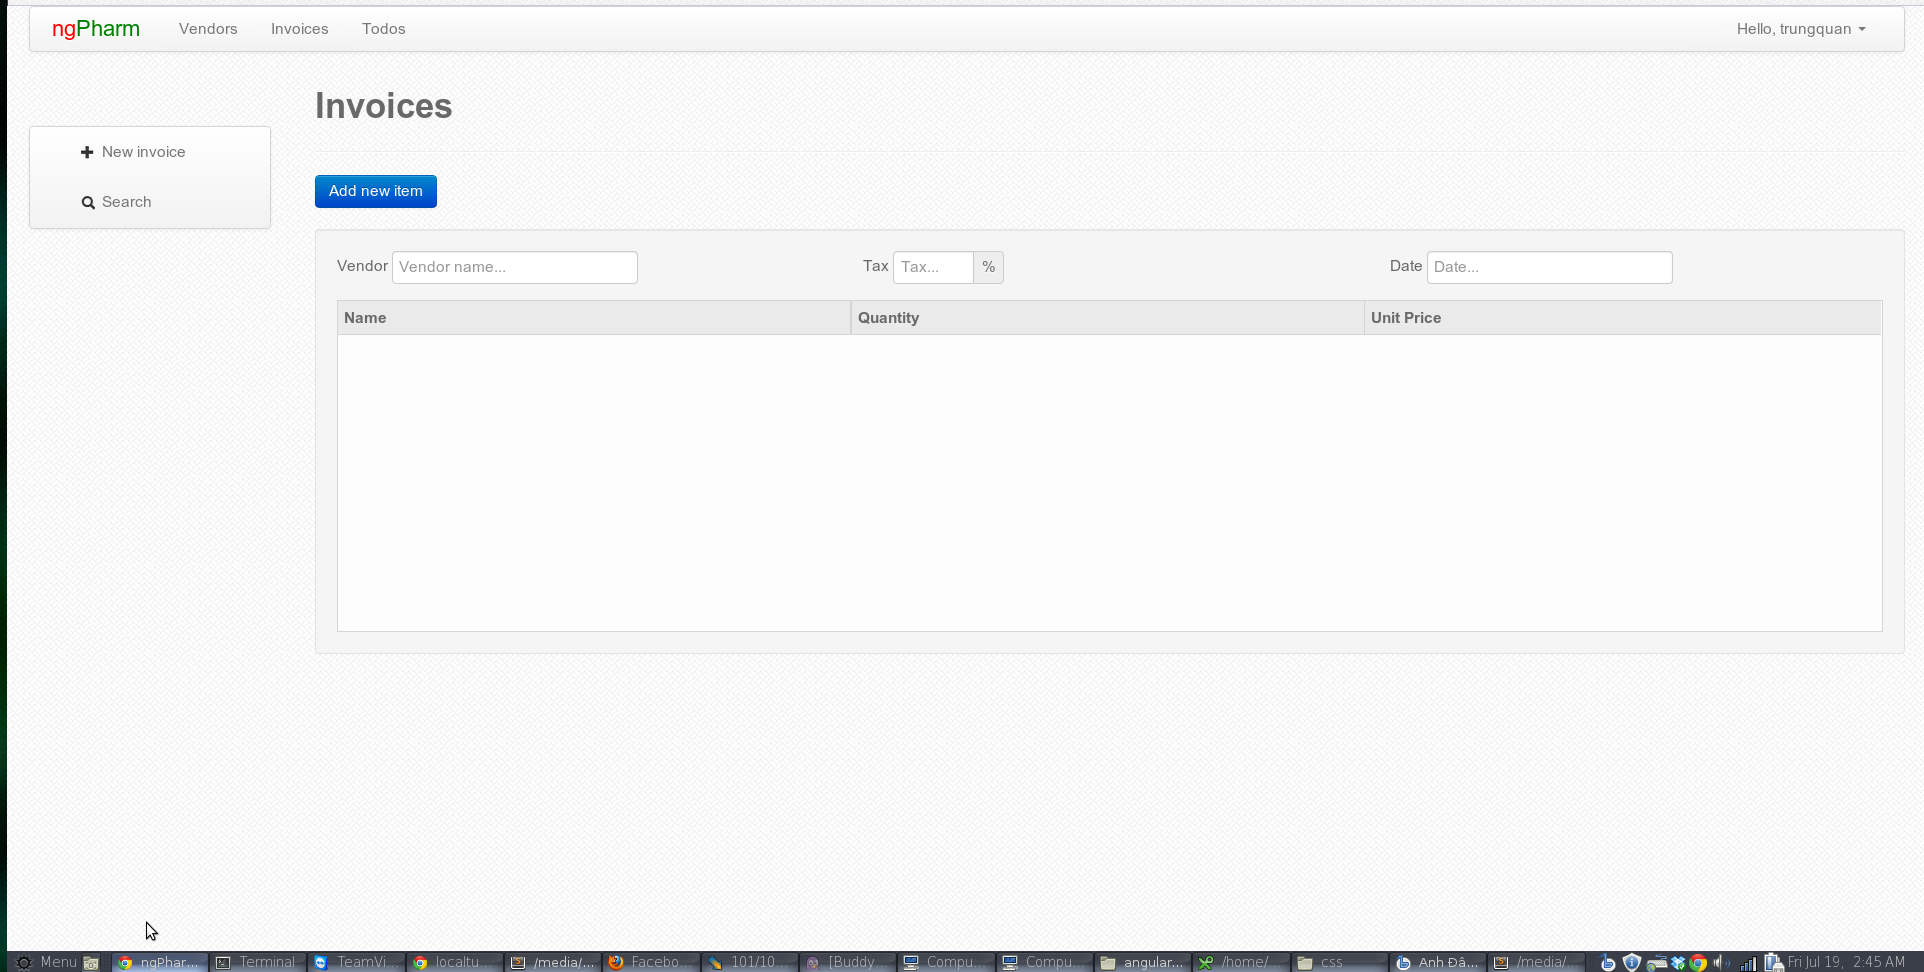 ngPharm Vendors Invoices Todos Hello, trungquan
Invoices
New invoice
Search
Add new item
Vendor Vendor name... Tax Tax... % Date Date...
Name Quantity Unit Price
Menu ngPhar... Terminal TeamVi... localtu... /media/... Facebo... 101/10... [Buddy... Compu... Compu... angular... /home/... css Anh Đâ... /media/... Fri Jul 19, 2:45 AM